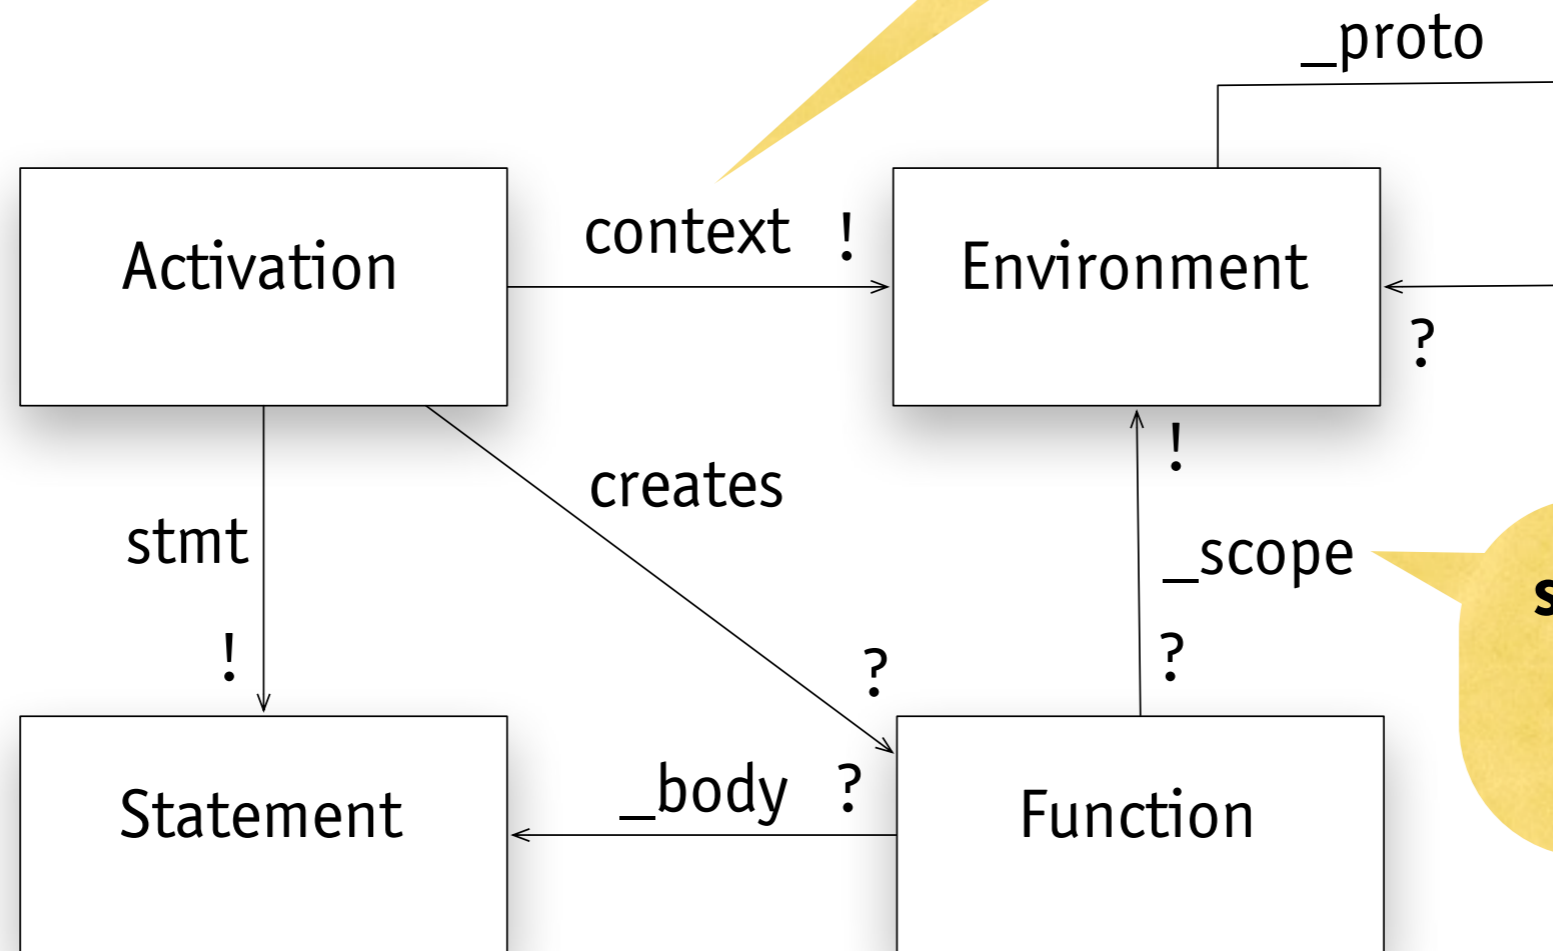 _proto
context !
Activation
Environment
?
!
creates
stmt
_scope
s
!
?
?
_body ?
Statement
Function